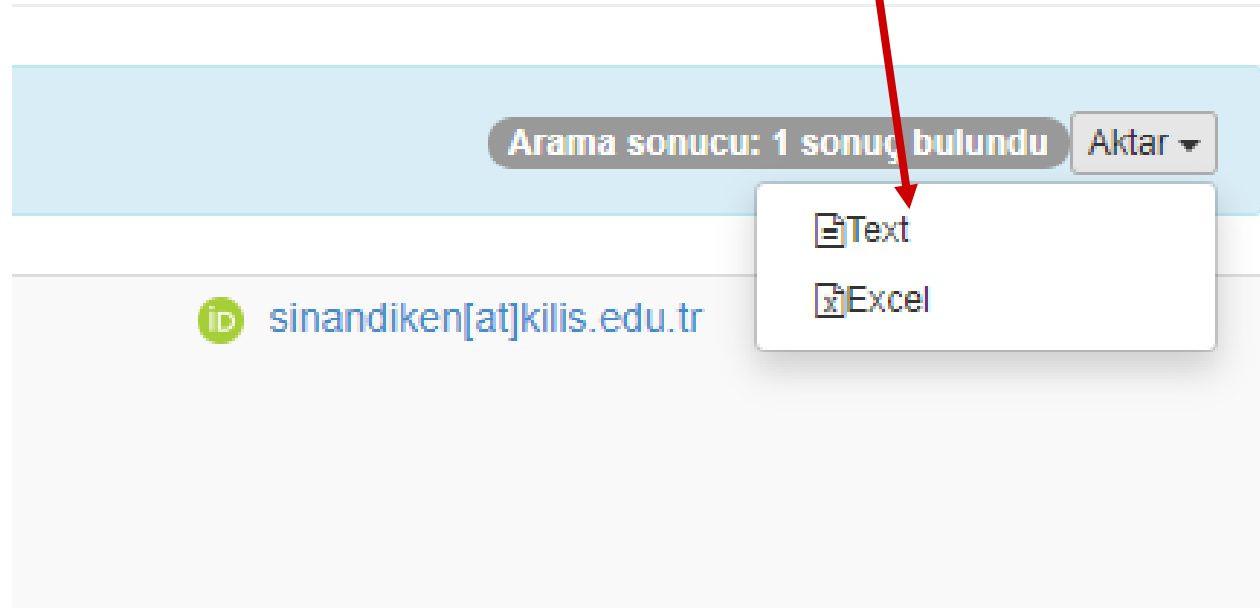 Arama sonucu: 1 sonuç bulundu Aktar
Text
Excel
iD sinandiken[at]kilis.edu.tr